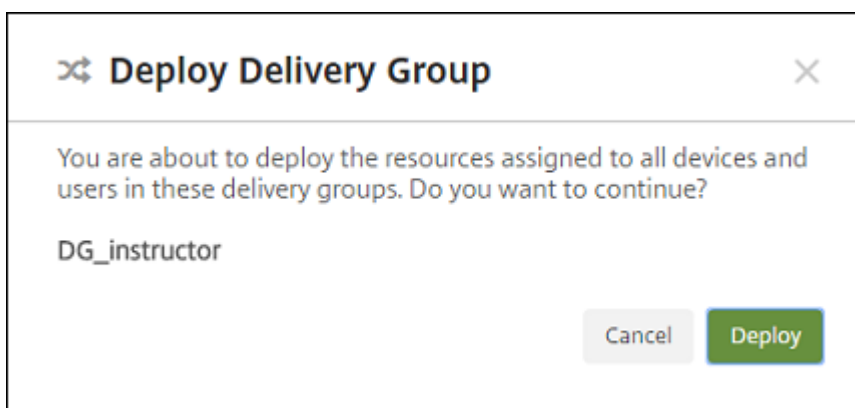 Deploy Delivery Group
You are about to deploy the resources assigned to all devices and
users in these delivery groups. Do you want to continue?
DG_instructor
Cancel
Deploy